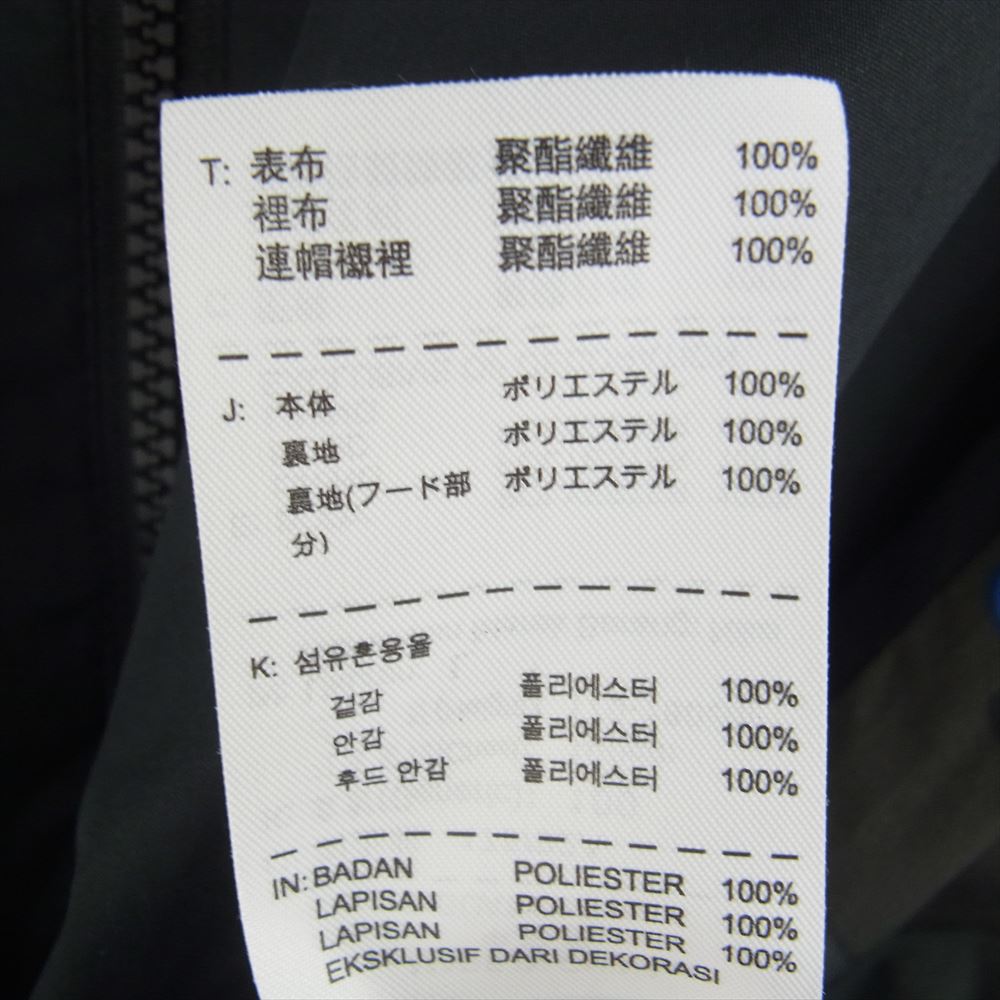 T: 表布 聚酯纖維 100%
裡布 聚酯纖維 100%
連帽襯裡 聚酯纖維 100%
J: 本体 ポリエステル 100%
裏地 ポリエステル 100%
裏地(フード部 ポリエステル 100%
分)
K: 섬유혼용율
겉감 폴리에스터 100%
안감 폴리에스터 100%
후드 안감 폴리에스터 100%
IN: BADAN POLIESTER 100%
LAPISAN POLIESTER 100%
LAPISAN POLIESTER 100%
EKSKLUSIF DARI DEKORASI